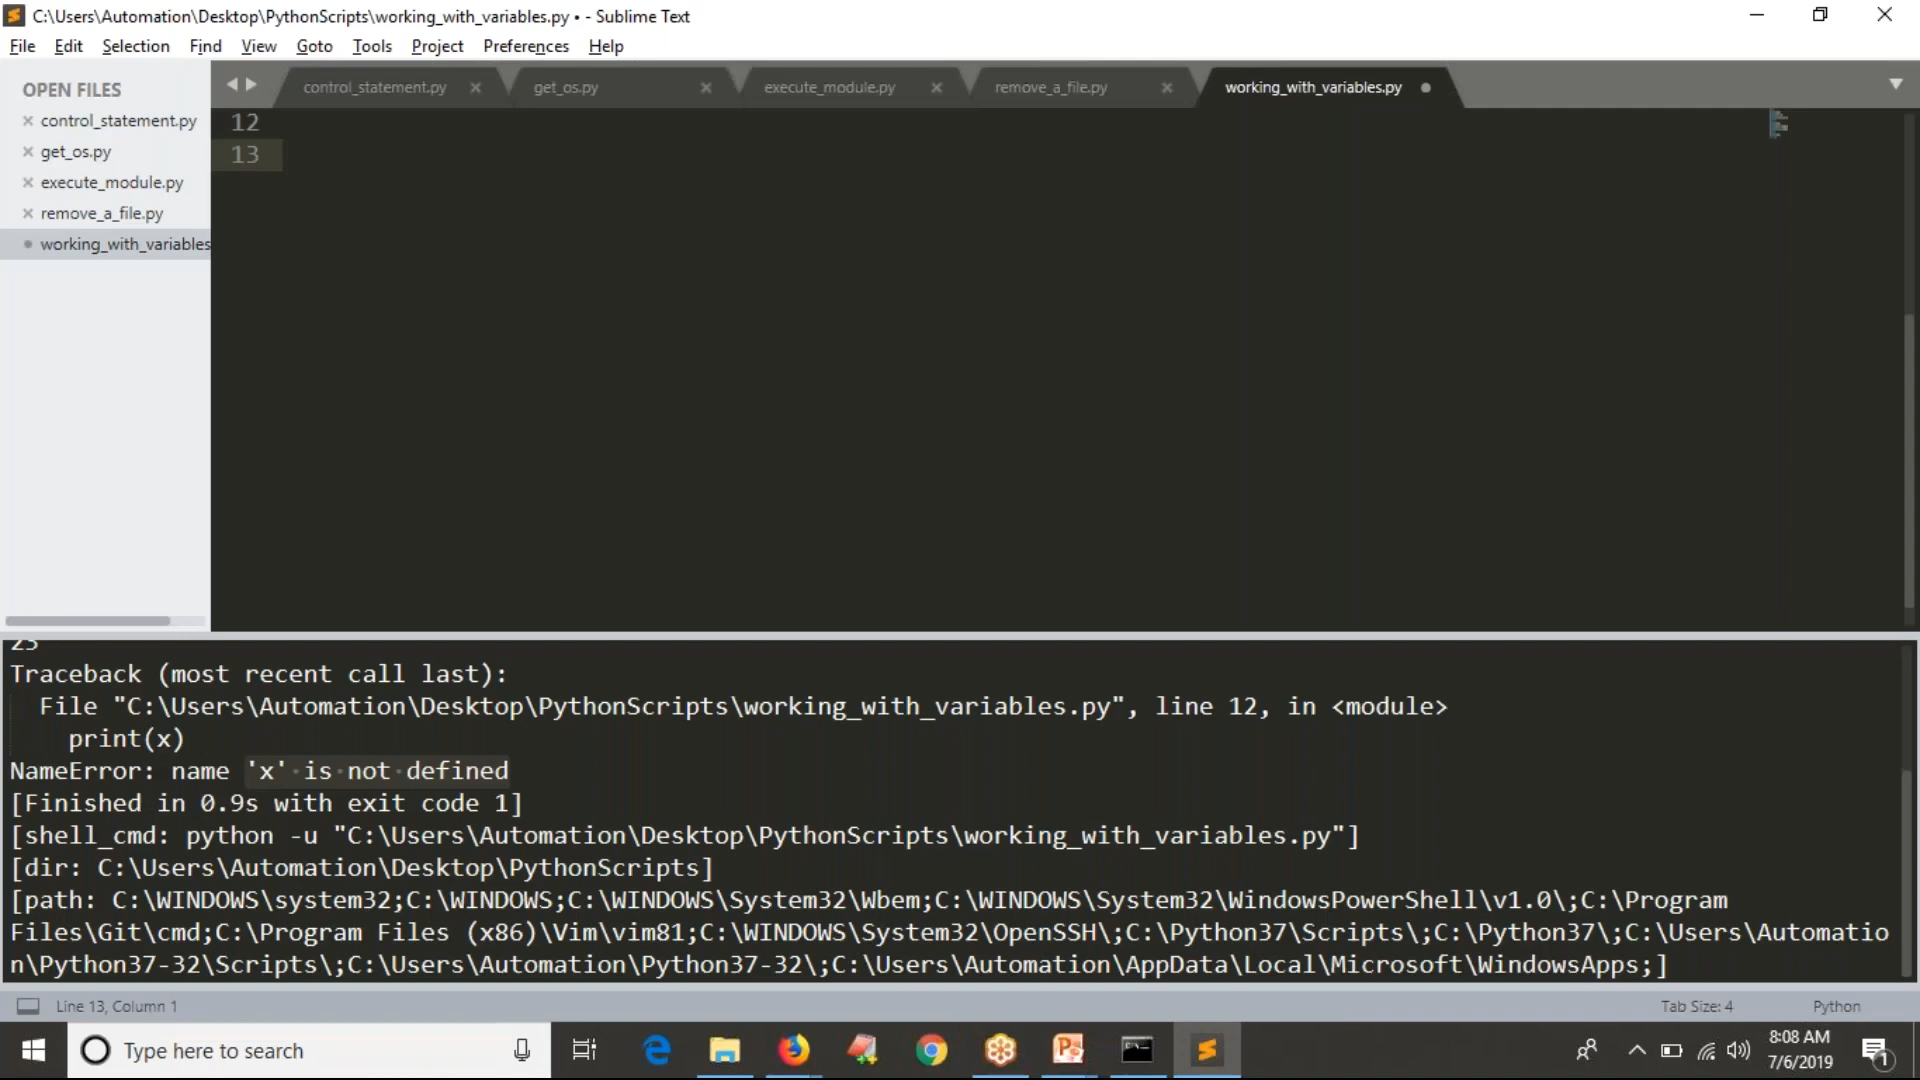 C:\Users\Automation\Desktop\PythonScripts\working_with_variables.py • - Sublime Text
File Edit Selection Find View Goto Tools Project Preferences Help
OPEN FILES
control_statement.py
get_os.py
execute_module.py
remove_a_file.py
working_with_variables
control_statement.py get_os.py execute_module.py remove_a_file.py working_with_variables.py
12
13
23
Traceback (most recent call last):
File "C:\Users\Automation\Desktop\PythonScripts\working_with_variables.py", line 12, in <module>
print(x)
NameError: name 'x' is not defined
[Finished in 0.9s with exit code 1]
[shell_cmd: python -u "C:\Users\Automation\Desktop\PythonScripts\working_with_variables.py"]
[dir: C:\Users\Automation\Desktop\PythonScripts]
[path: C:\WINDOWS\system32;C:\WINDOWS;C:\WINDOWS\System32\Wbem;C:\WINDOWS\System32\WindowsPowerShell\v1.0\;C:\Program
Files\Git\cmd;C:\Program Files (x86)\Vim\vim81;C:\WINDOWS\System32\OpenSSH\;C:\Python37\Scripts\;C:\Python37\;C:\Users\Automatio
n\Python37-32\Scripts\;C:\Users\Automation\Python37-32\;C:\Users\Automation\AppData\Local\Microsoft\WindowsApps;]
Line 13, Column 1 Tab Size: 4 Python
Type here to search
8:08 AM
7/6/2019
1